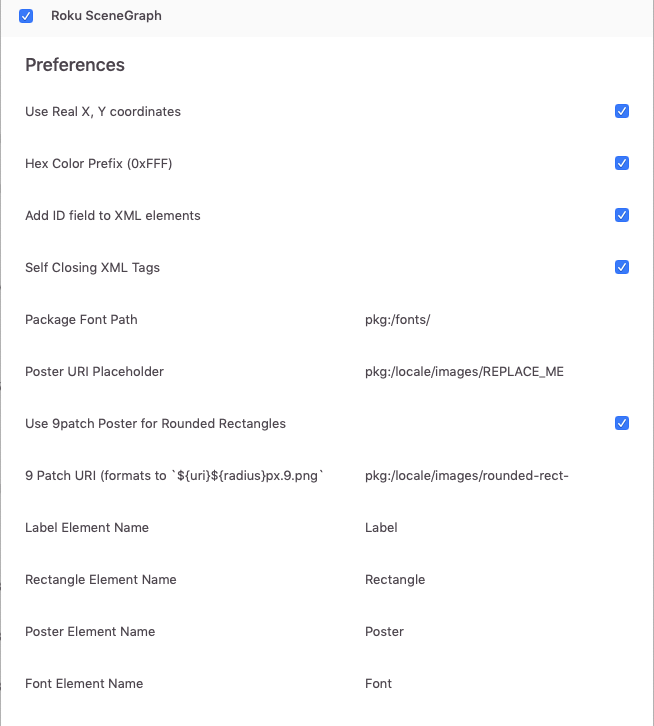 Roku SceneGraph
Preferences
Use Real X, Y coordinates
Hex Color Prefix (0xFFF)
Add ID field to XML elements
Self Closing XML Tags
Package Font Path pkg:/fonts/
Poster URI Placeholder pkg:/locale/images/REPLACE_ME
Use 9patch Poster for Rounded Rectangles
9 Patch URI (formats to `${uri}${radius}px.9.png` pkg:/locale/images/rounded-rect-
Label Element Name Label
Rectangle Element Name Rectangle
Poster Element Name Poster
Font Element Name Font